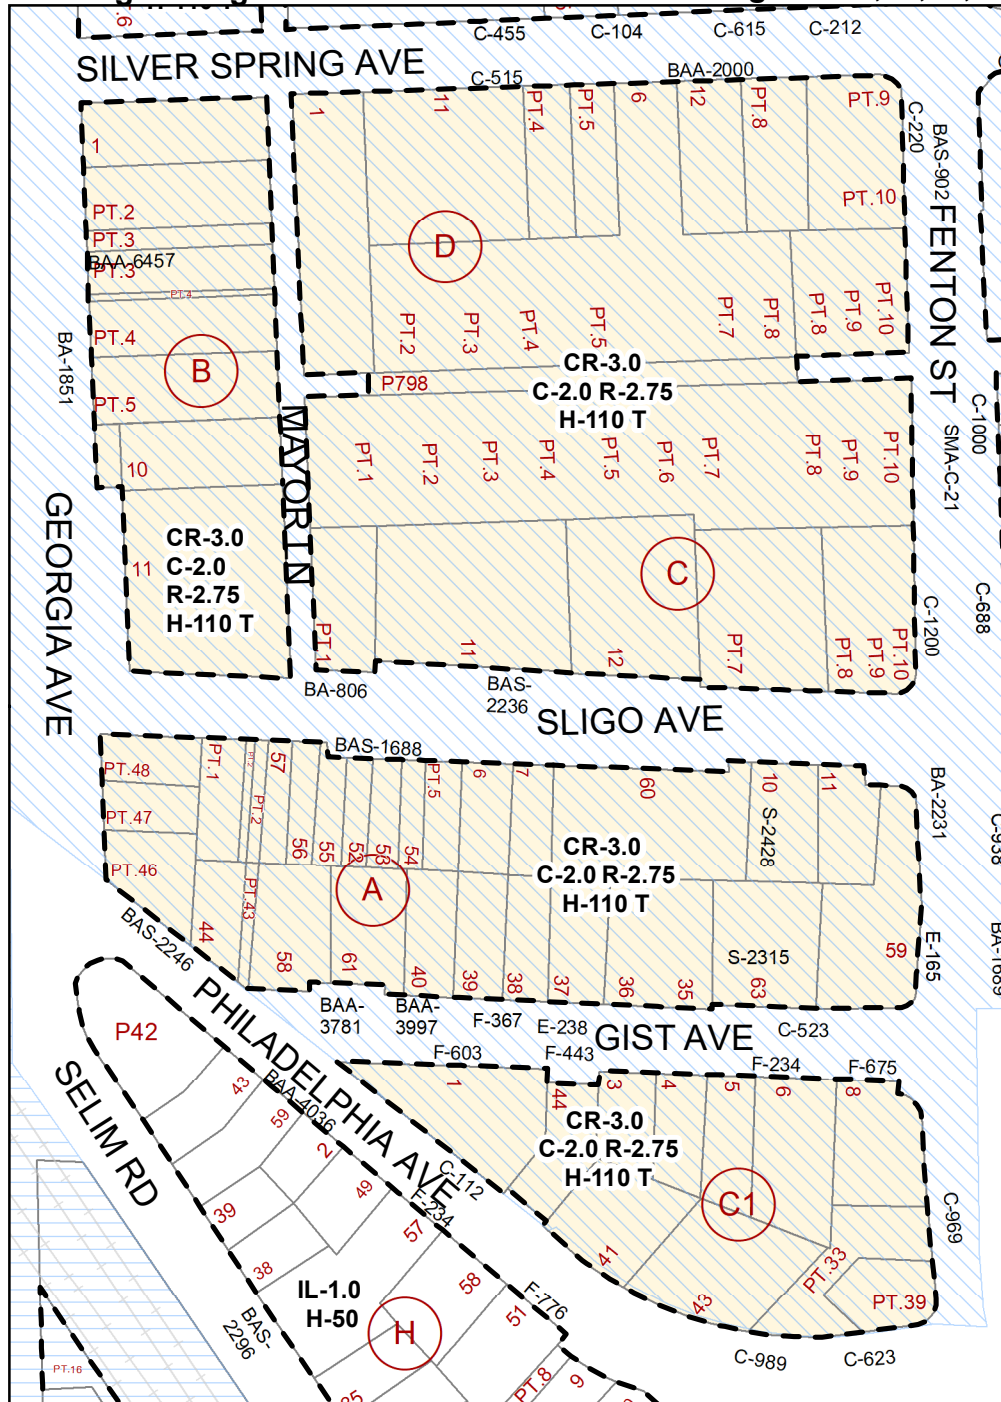 C-455
C-104
C-615
C-212
SILVER SPRING AVE
C-515
BAA-2000
1
11
PT.4
PT.5
6
12
PT.8
PT.9
C-220
BAS-902
1
PT.2
PT.3
BAA-6457
PT.3
PT.4
PT.4
PT.5
10
11
B
D
PT.10
FENTON ST
PT.2
PT.3
PT.4
PT.5
PT.7
PT.8
PT.8
PT.9
PT.10
BA-1851
P798
CR-3.0
C-2.0 R-2.75
H-110 T
MAYOR LN
PT.1
PT.2
PT.3
PT.4
PT.5
PT.6
PT.7
PT.8
PT.9
PT.10
SMA-C-21
C-1000
GEORGIA AVE
CR-3.0
C-2.0
R-2.75
H-110 T
C
PT.1
11
12
PT.7
PT.8
PT.9
PT.10
C-1200
C-688
BA-806
BAS-
2236
SLIGO AVE
BAS-1688
PT.48
PT.47
PT.46
PT.1
PT.2
57
56
55
52
53
54
PT.5
6
7
60
10
11
S-2428
BA-2231
C-938
CR-3.0
C-2.0 R-2.75
H-110 T
A
44
PT.43
58
61
40
39
38
37
36
35
S-2315
63
59
E-165
BA-1689
BAS-2246
BAA-
3781
BAA-
3997
F-367
E-238
GIST AVE
C-523
P42
PHILADELPHIA AVE
SELIM RD
F-603
F-443
F-234
F-675
1
44
3
4
5
6
8
CR-3.0
C-2.0 R-2.75
H-110 T
C1
43
BAA-4036
59
2
49
C-112
F-234
57
58
51
F-776
39
38
IL-1.0
H-50
H
BAS-
2296
41
43
PT.33
PT.39
C-969
C-989
C-623
PT.16
PT.8
9